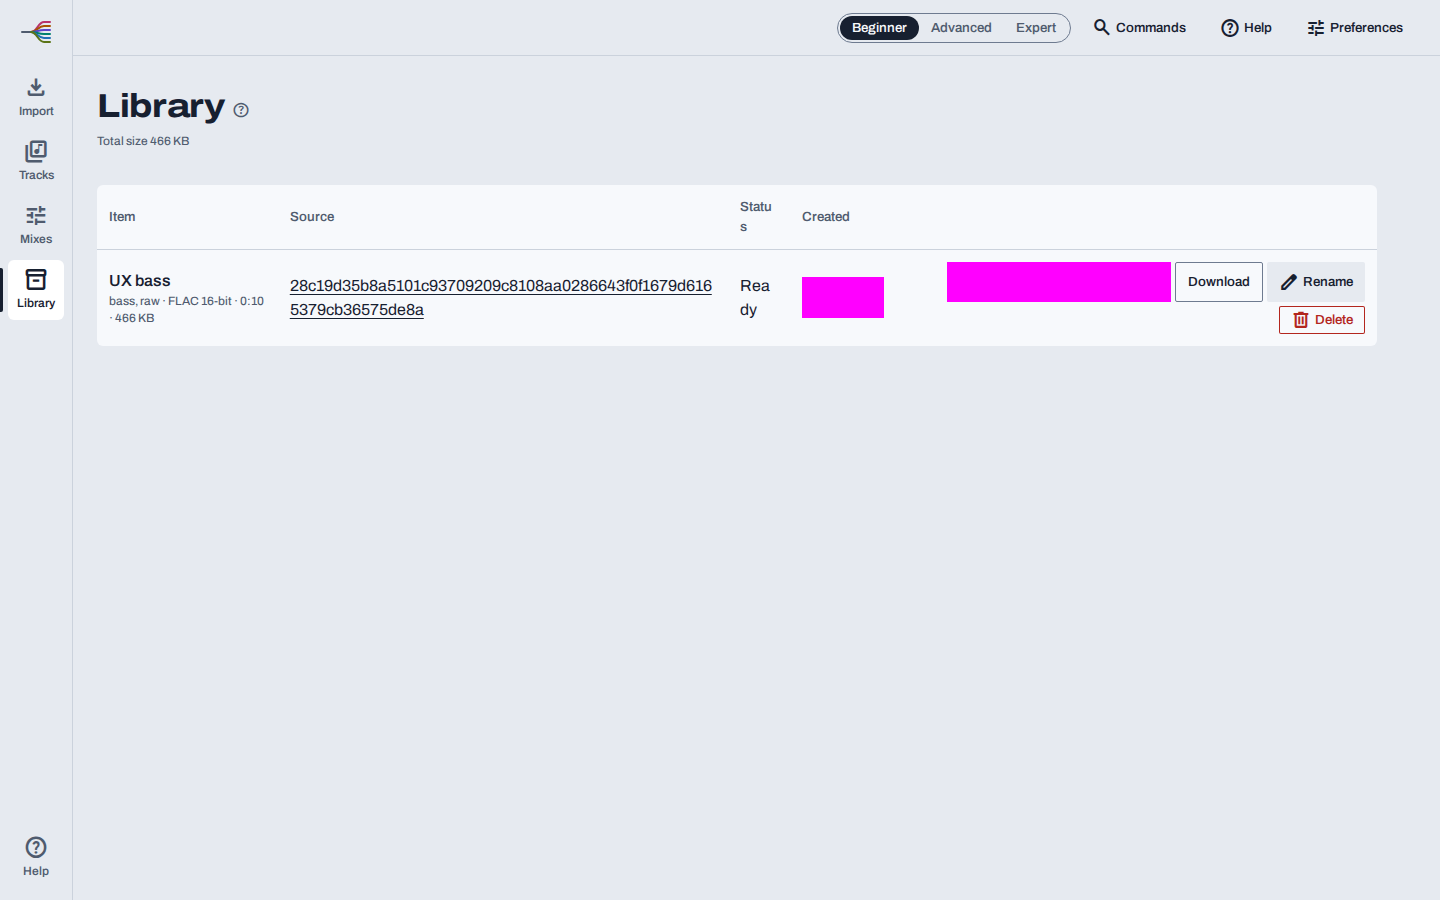 Beginner Advanced Expert Commands Help Preferences
Import
Tracks
Mixes
Library
Help
Library
Total size 466 KB
Item Source Statu
s Created
UX bass
bass, raw · FLAC 16-bit · 0:10
· 466 KB
28c19d35b8a5101c93709209c8108aa0286643f0f1679d616
5379cb36575de8a
Rea
dy
Download Rename
Delete